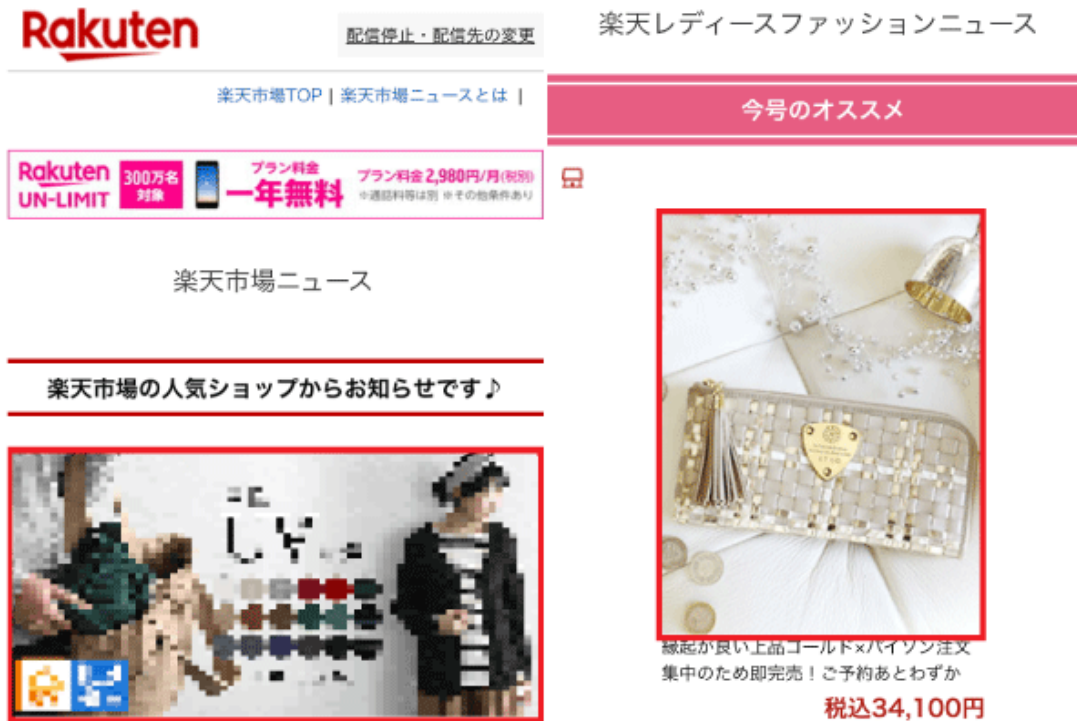 Rakuten
配信停止・配信先の変更
楽天市場TOP | 楽天市場ニュースとは |
Rakuten
UN-LIMIT
300万名
対象
プラン料金
一年無料
プラン料金 2,980円/月(税別)
※通話料等は別 ※その他条件あり
楽天市場ニュース
楽天市場の人気ショップからお知らせです♪
楽天レディースファッションニュース
今号のオススメ
縁起が良い上品ゴールド×パイソン注文
集中のため即完売！ご予約あとわずか
税込34,100円